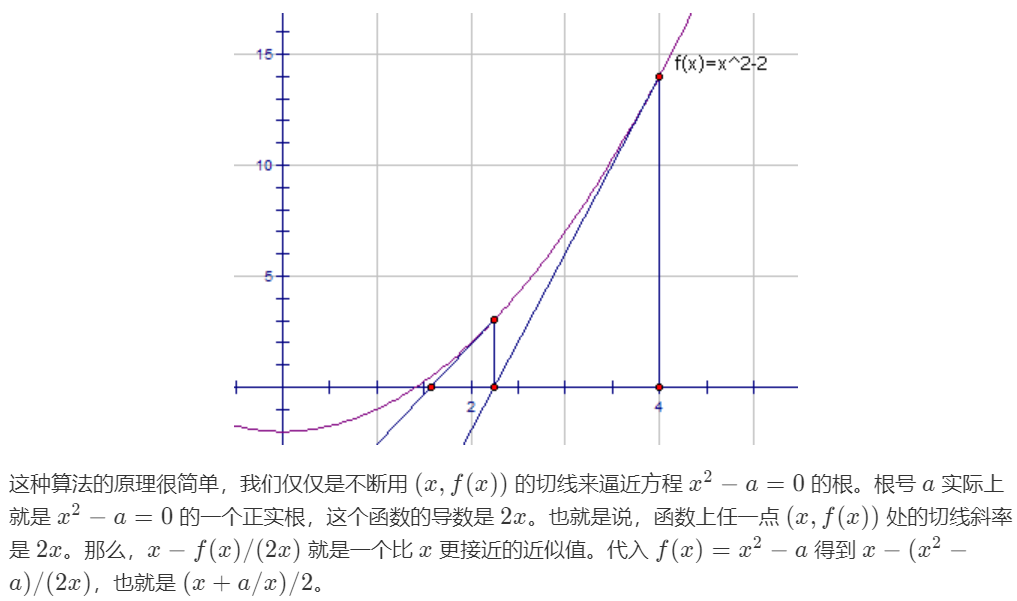 15
f(x)=x^2-2
10
5
2
4
这种算法的原理很简单，我们仅仅是不断用 (x, f(x)) 的切线来逼近方程 x² − a = 0 的根。根号 a 实际上
就是 x² − a = 0 的一个正实根，这个函数的导数是 2x。也就是说，函数上任一点 (x, f(x)) 处的切线斜率
是 2x。那么，x − f(x)/(2x) 就是一个比 x 更接近的近似值。代入 f(x) = x² − a 得到 x − (x² −
a)/(2x)，也就是 (x + a/x)/2。